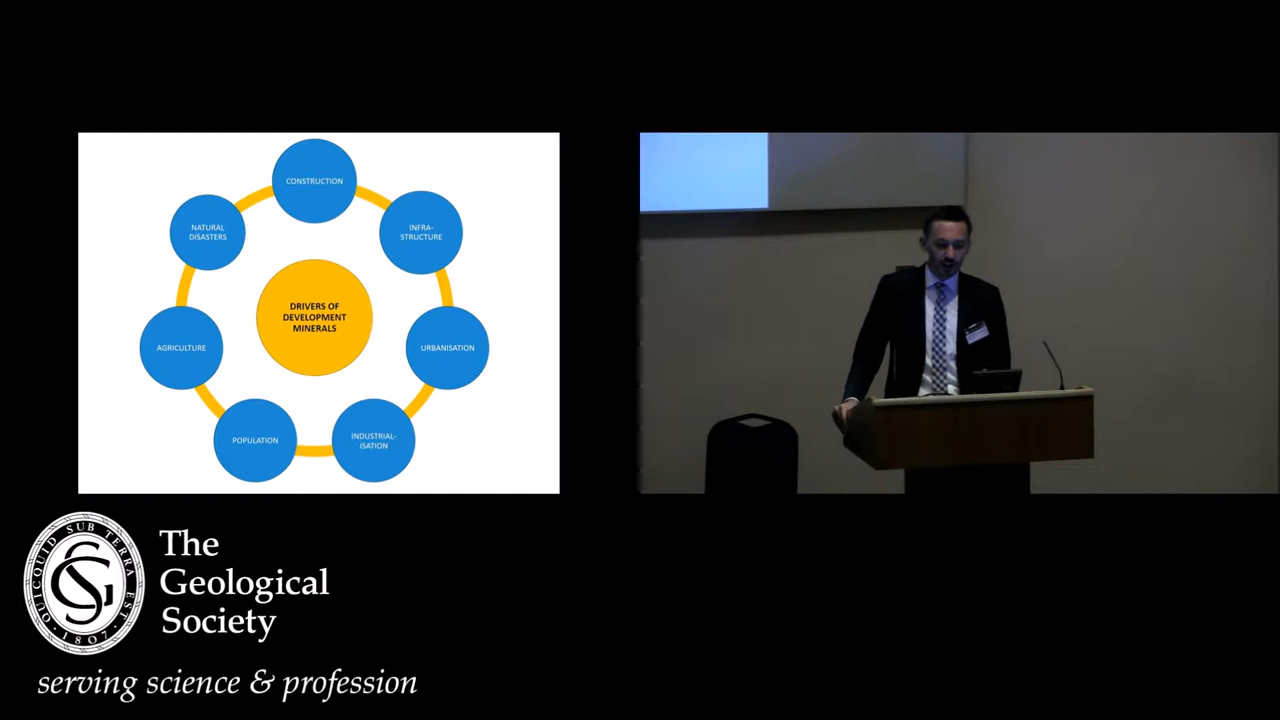 CONSTRUCTION
NATURAL
DISASTERS
INFRA-
STRUCTURE
DRIVERS OF
DEVELOPMENT
MINERALS
AGRICULTURE
URBANISATION
POPULATION
INDUSTRIAL-
ISATION
QUICQUID SUB TERRA EST
1807
The
Geological
Society
serving science & profession